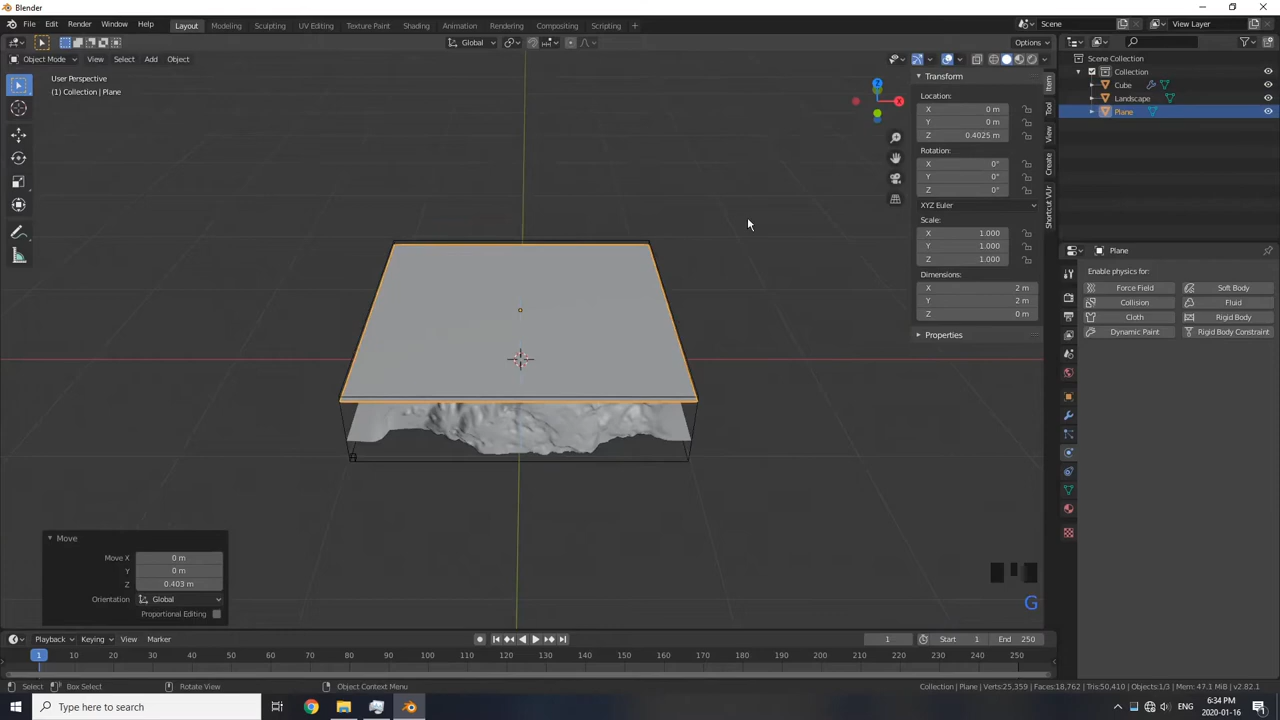 Blender
File Edit Render Window Help Layout Modeling Sculpting UV Editing Texture Paint Shading Animation Rendering Compositing Scripting + Scene View Layer
Global Options
Object Mode View Select Add Object
User Perspective
(1) Collection | Plane
X
Z
Transform
Location:
X 0 m
Y 0 m
Z 0.4025 m
Rotation:
X 0°
Y 0°
Z 0°
XYZ Euler
Scale:
X 1.000
Y 1.000
Z 1.000
Dimensions:
X 2 m
Y 2 m
Z 0 m
Properties
Item
Tool
View
Create
Shortcut VUr
Scene Collection
Collection
Cube
Landscape
Plane
Plane
Enable physics for:
Force Field Soft Body
Collision Fluid
Cloth Rigid Body
Dynamic Paint Rigid Body Constraint
Move
Move X 0 m
Y 0 m
Z 0.403 m
Orientation Global
Proportional Editing
G
Playback Keying View Marker 1 Start 1 End 250
1 10 20 30 40 50 60 70 80 90 100 110 120 130 140 150 160 170 180 190 200 210 220 230 240 250
Select Box Select Rotate View Object Context Menu Collection | Plane | Verts:25,359 | Faces:18,762 | Tris:50,410 | Objects:1/3 | Mem: 47.1 MiB | v2.82.1
Type here to search
ENG
6:34 PM
2020-01-16
1